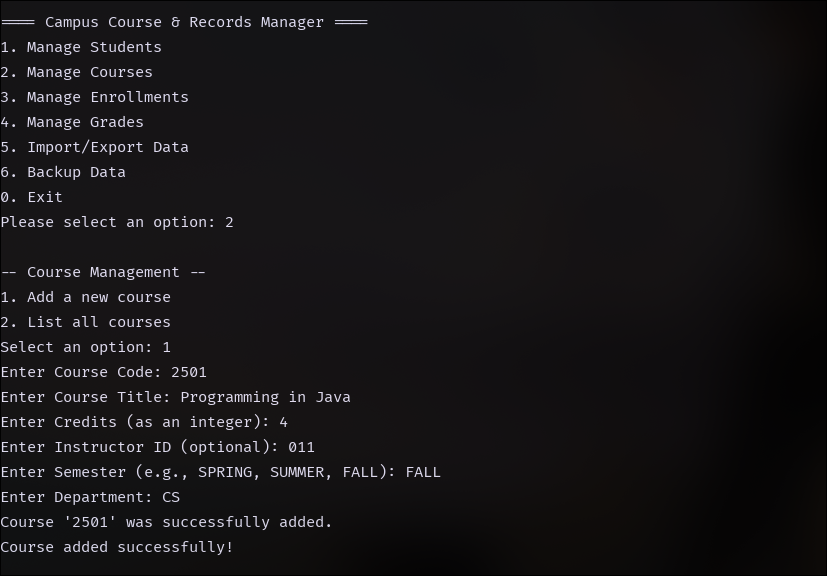 ==== Campus Course & Records Manager ====
1. Manage Students
2. Manage Courses
3. Manage Enrollments
4. Manage Grades
5. Import/Export Data
6. Backup Data
0. Exit
Please select an option: 2
-- Course Management --
1. Add a new course
2. List all courses
Select an option: 1
Enter Course Code: 2501
Enter Course Title: Programming in Java
Enter Credits (as an integer): 4
Enter Instructor ID (optional): 011
Enter Semester (e.g., SPRING, SUMMER, FALL): FALL
Enter Department: CS
Course '2501' was successfully added.
Course added successfully!